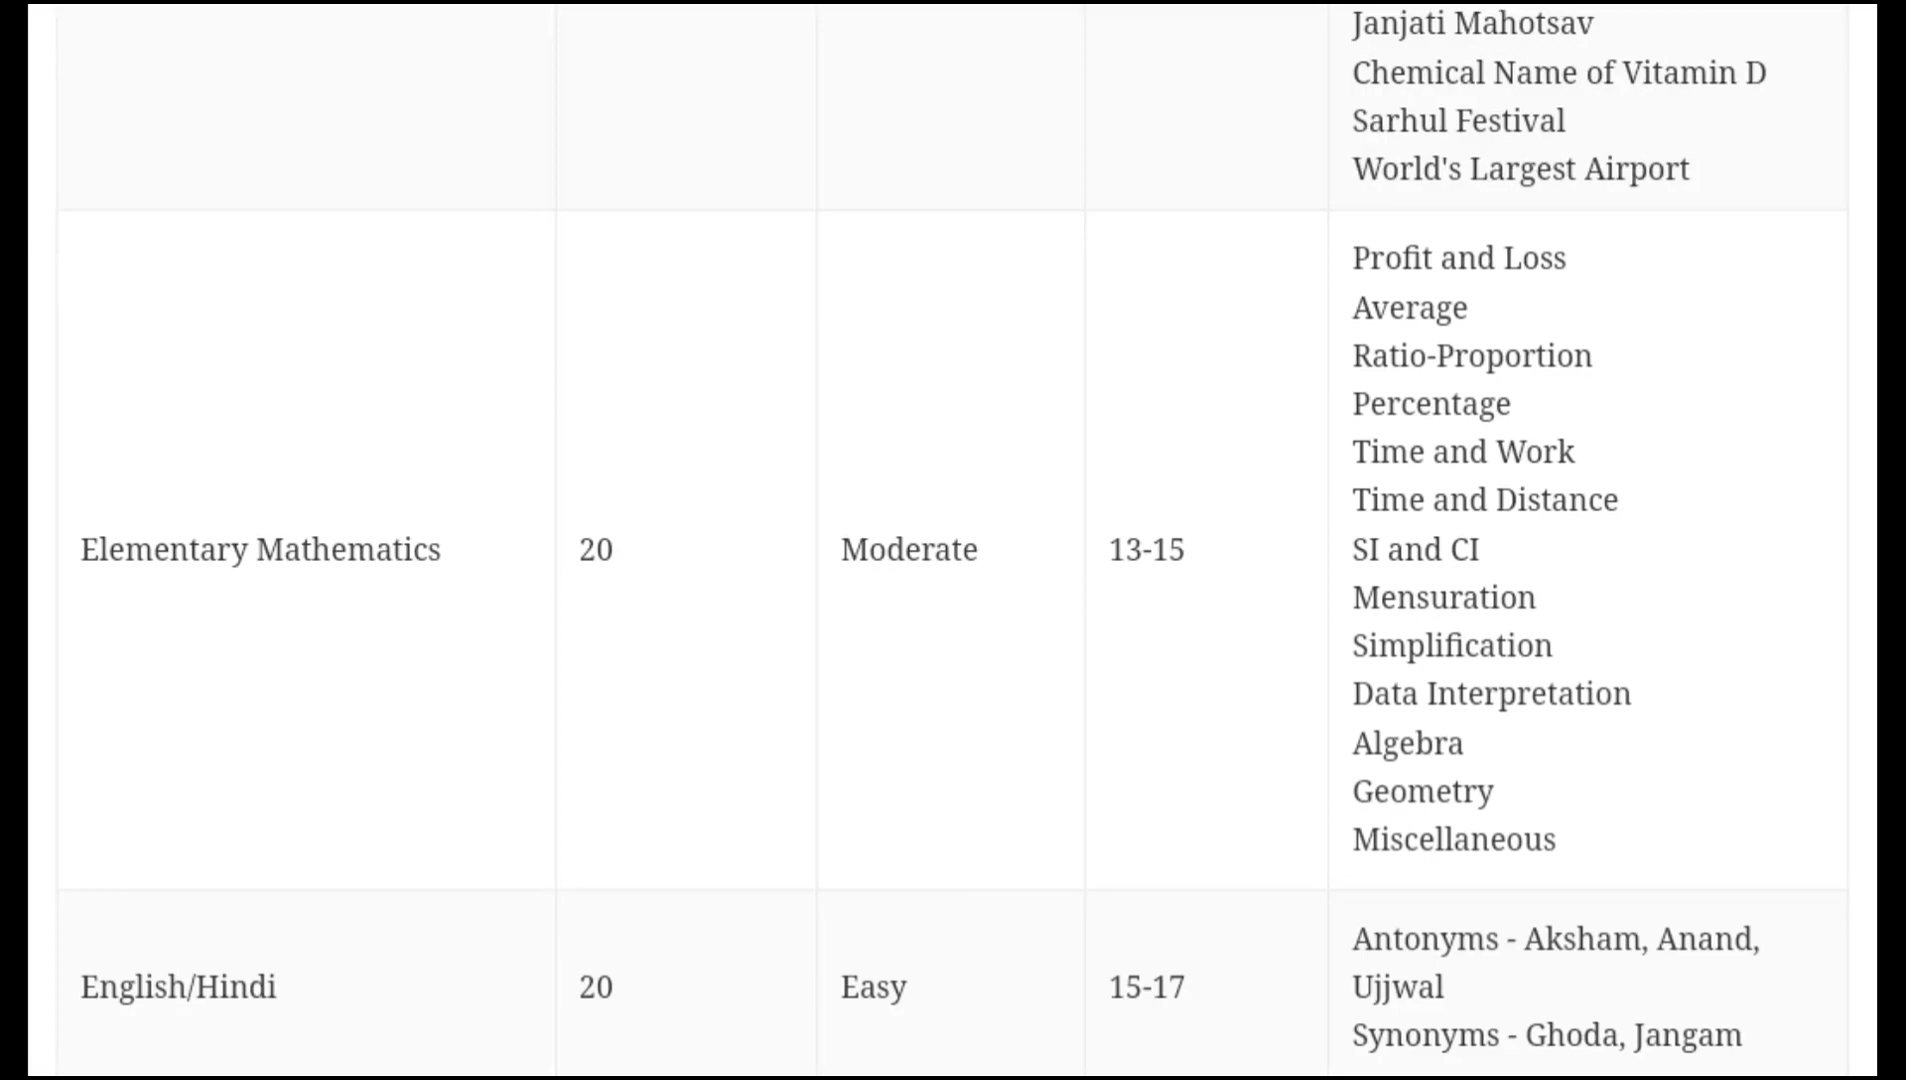 Janjati Mahotsav
Chemical Name of Vitamin D
Sarhul Festival
World's Largest Airport
Elementary Mathematics
20
Moderate
13-15
Profit and Loss
Average
Ratio-Proportion
Percentage
Time and Work
Time and Distance
SI and CI
Mensuration
Simplification
Data Interpretation
Algebra
Geometry
Miscellaneous
English/Hindi
20
Easy
15-17
Antonyms - Aksham, Anand,
Ujjwal
Synonyms - Ghoda, Jangam